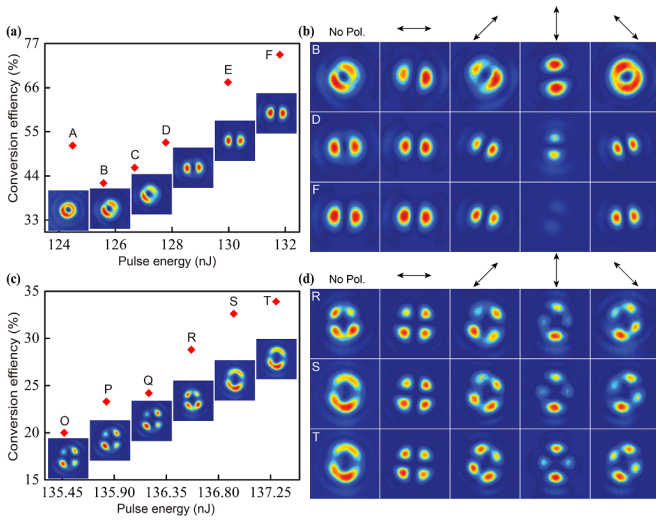 (a)
77
66
55
44
33
Conversion effiency (%)
A
B
C
D
E
F
124
126
128
130
132
Pulse energy (nJ)
(b)
No Pol.
B
D
F
(c)
35
30
25
20
15
Conversion effiency (%)
O
P
Q
R
S
T
135.45
135.90
136.35
136.80
137.25
Pulse energy (nJ)
(d)
No Pol.
R
S
T